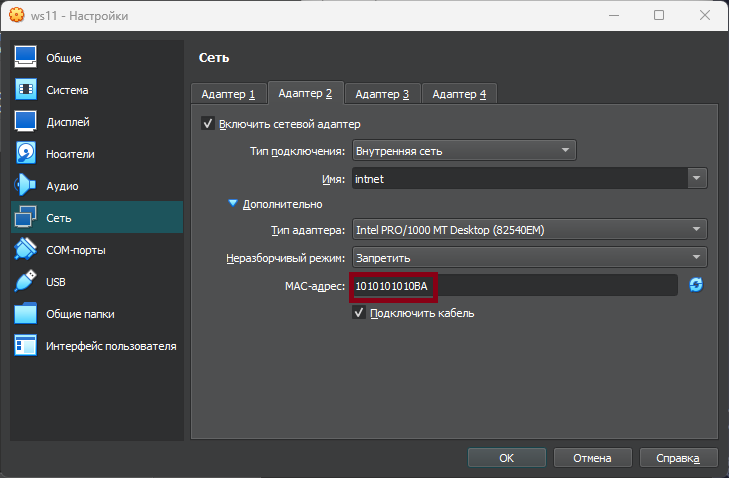 ws11 - Настройки
Общие
Система
Дисплей
Носители
Аудио
Сеть
COM-порты
USB
Общие папки
Интерфейс пользователя
Сеть
Адаптер 1 Адаптер 2 Адаптер 3 Адаптер 4
Включить сетевой адаптер
Тип подключения: Внутренняя сеть
Имя: intnet
Дополнительно
Тип адаптера: Intel PRO/1000 MT Desktop (82540EM)
Неразборчивый режим: Запретить
MAC-адрес: 1010101010BA
Подключить кабель
OK Отмена Справка